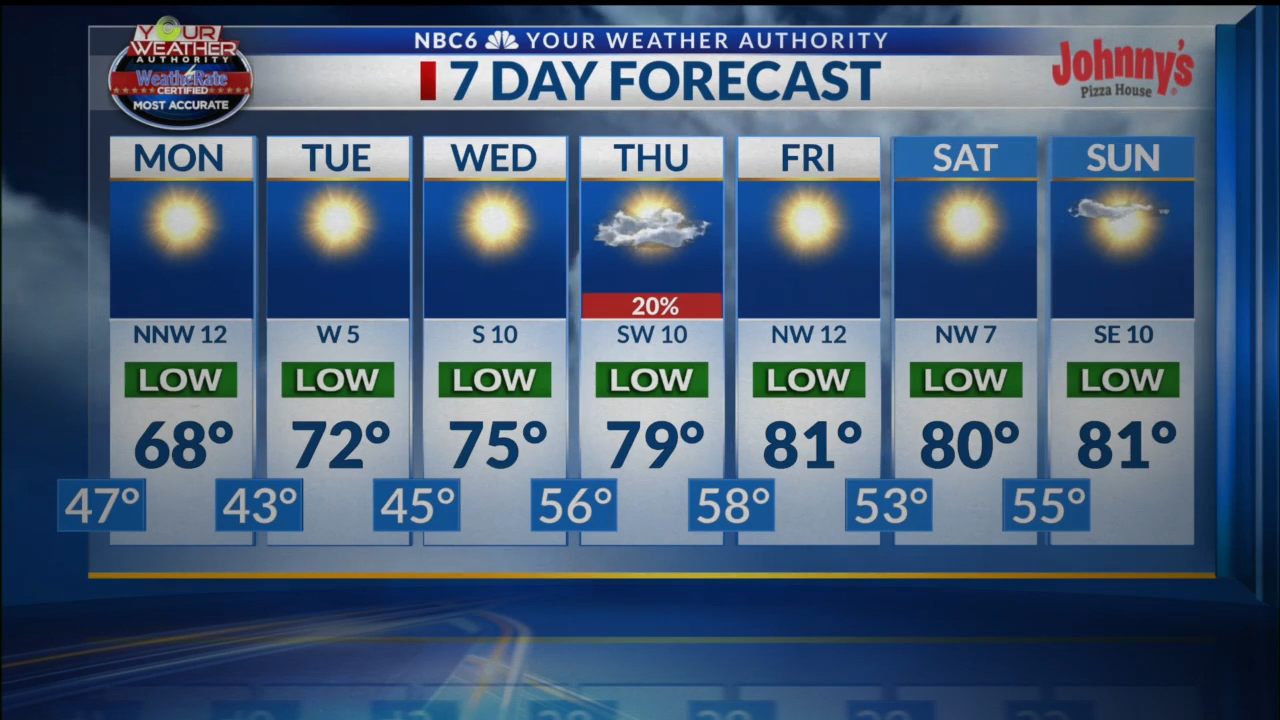 YOUR
WEATHER
AUTHORITY
WeatheRate
CERTIFIED
MOST ACCURATE
NBC6 YOUR WEATHER AUTHORITY
7 DAY FORECAST
Johnny's
Pizza House
MON TUE WED THU FRI SAT SUN
20%
NNW 12 W 5 S 10 SW 10 NW 12 NW 7 SE 10
LOW LOW LOW LOW LOW LOW LOW
68° 72° 75° 79° 81° 80° 81°
47° 43° 45° 56° 58° 53° 55°